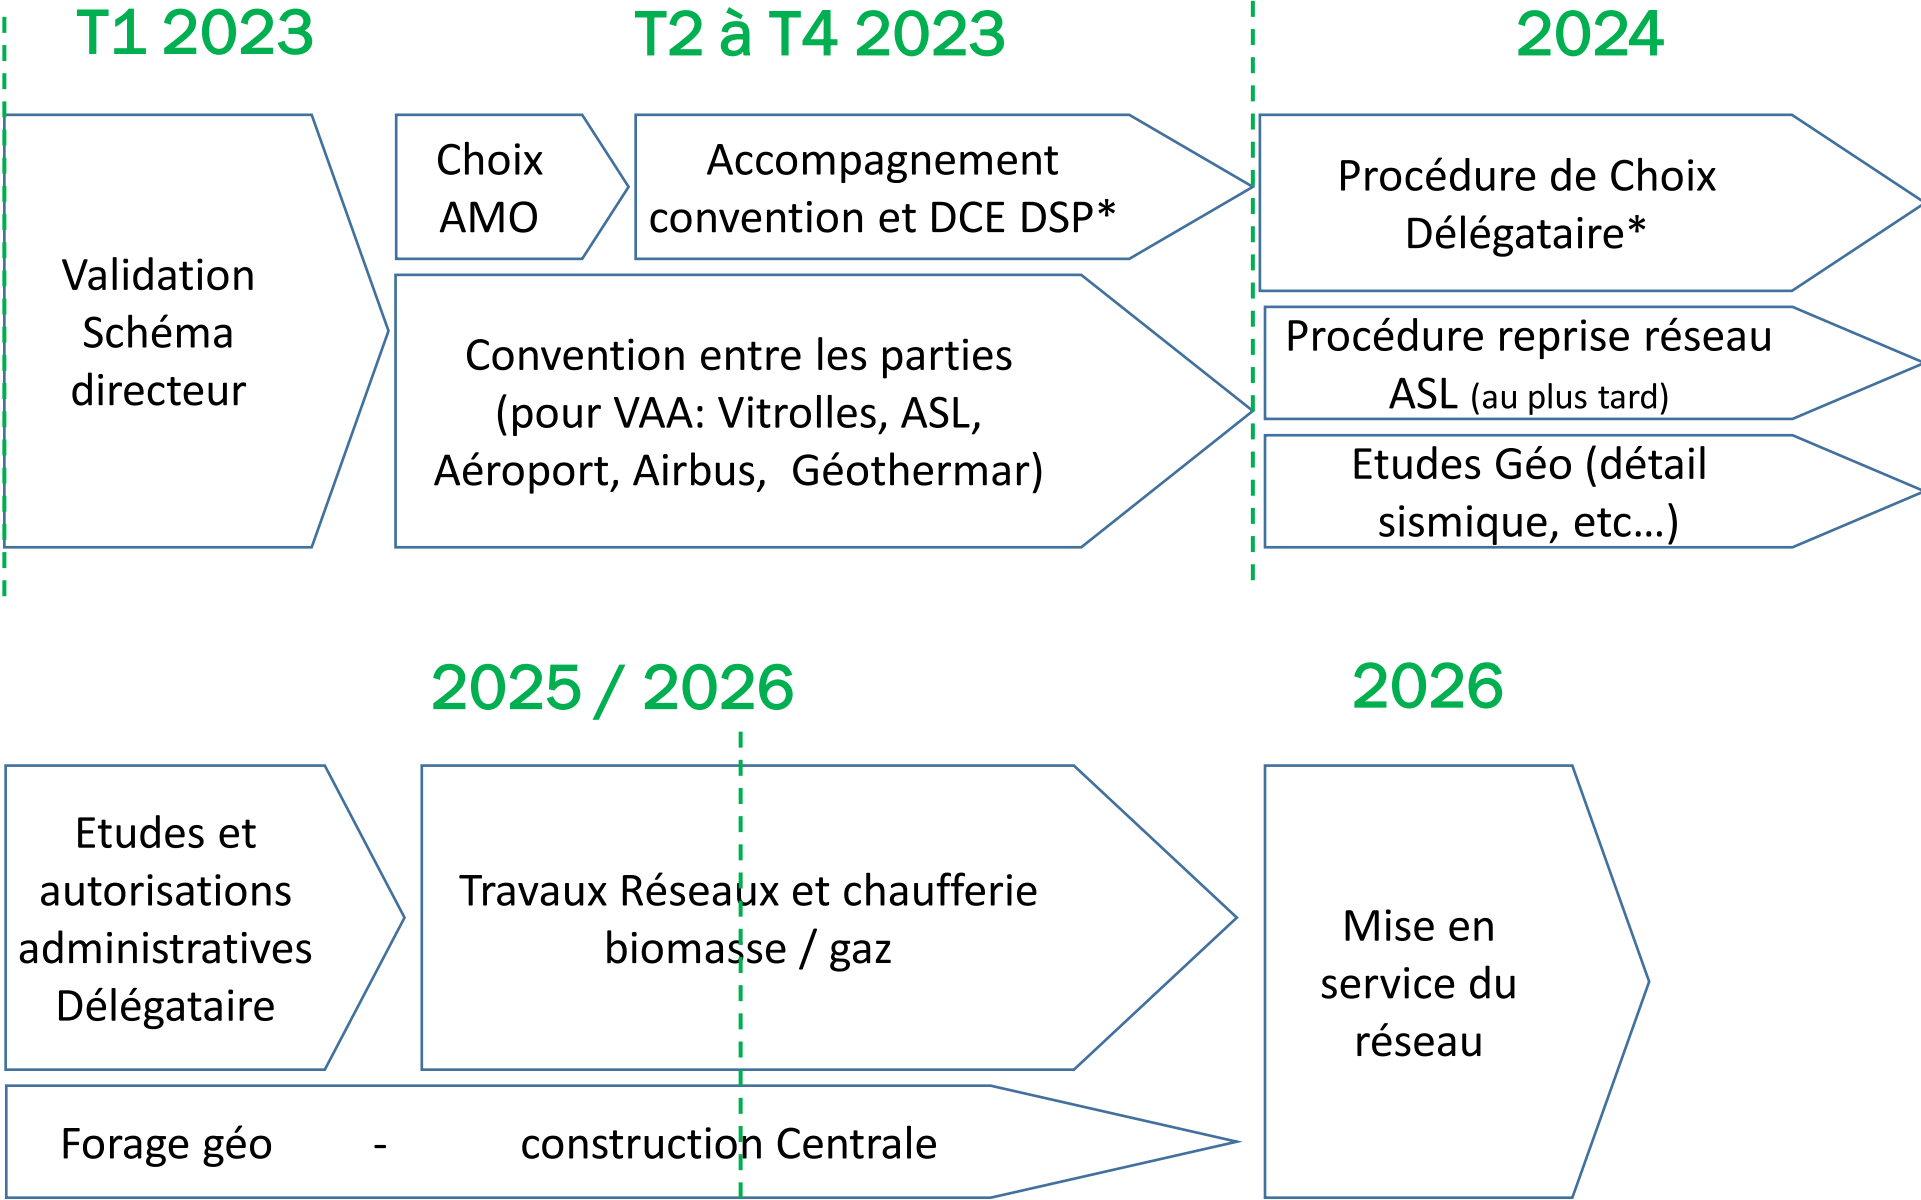 T1 2023
T2 à T4 2023
2024
Validation
Schéma
directeur
Choix
AMO
Accompagnement
convention et DCE DSP*
Convention entre les parties
(pour VAA: Vitrolles, ASL,
Aéroport, Airbus,  Géothermar)
Procédure de Choix
Délégataire*
Procédure reprise réseau
ASL (au plus tard)
Etudes Géo (détail
sismique, etc…)
2025 / 2026
2026
Etudes et
autorisations
administratives
Délégataire
Travaux Réseaux et chaufferie
biomasse / gaz
Forage géo - construction Centrale
Mise en
service du
réseau